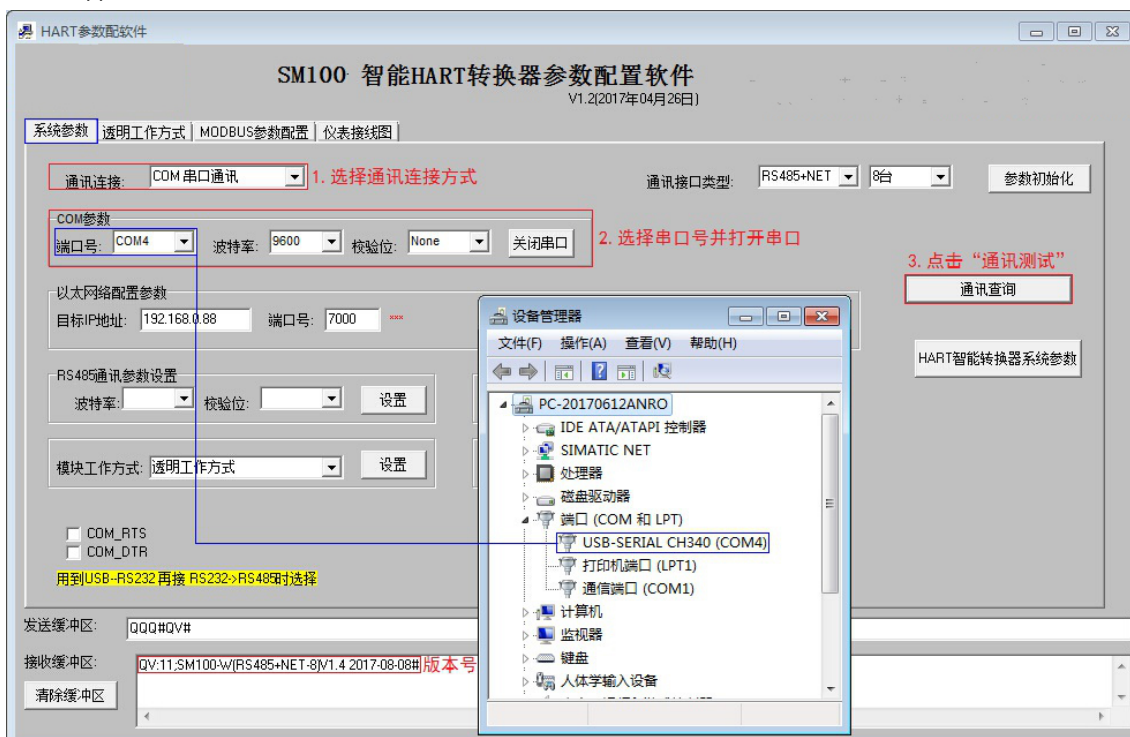 HART参数配软件
SM100 智能HART转换器参数配置软件
V1.2(2017年04月26日)
系统参数 透明工作方式 MODBUS参数配置 仪表接线图
通讯连接: COM 串口通讯 1. 选择通讯连接方式 通讯接口类型: RS485+NET 8台 参数初始化
COM参数
端口号: COM4 波特率: 9600 校验位: None 关闭串口 2. 选择串口号并打开串口
3. 点击“通讯测试”
通讯查询
以太网络配置参数
目标IP地址: 192.168.0.88 端口号: 7000 ***
HART智能转换器系统参数
RS485通讯参数设置
波特率: 校验位: 设置
模块工作方式: 透明工作方式 设置
COM_RTS
COM_DTR
用到USB--RS232 再接 RS232->RS485时选择
设备管理器
文件(F) 操作(A) 查看(V) 帮助(H)
PC-20170612ANRO
IDE ATA/ATAPI 控制器
SIMATIC NET
处理器
磁盘驱动器
端口 (COM 和 LPT)
USB-SERIAL CH340 (COM4)
打印机端口 (LPT1)
通信端口 (COM1)
计算机
监视器
键盘
人体学输入设备
发送缓冲区: QQQ#QV#
接收缓冲区: QV:11;SM100-W(RS485+NET-8)V1.4 2017-08-08# 版本号
清除缓冲区